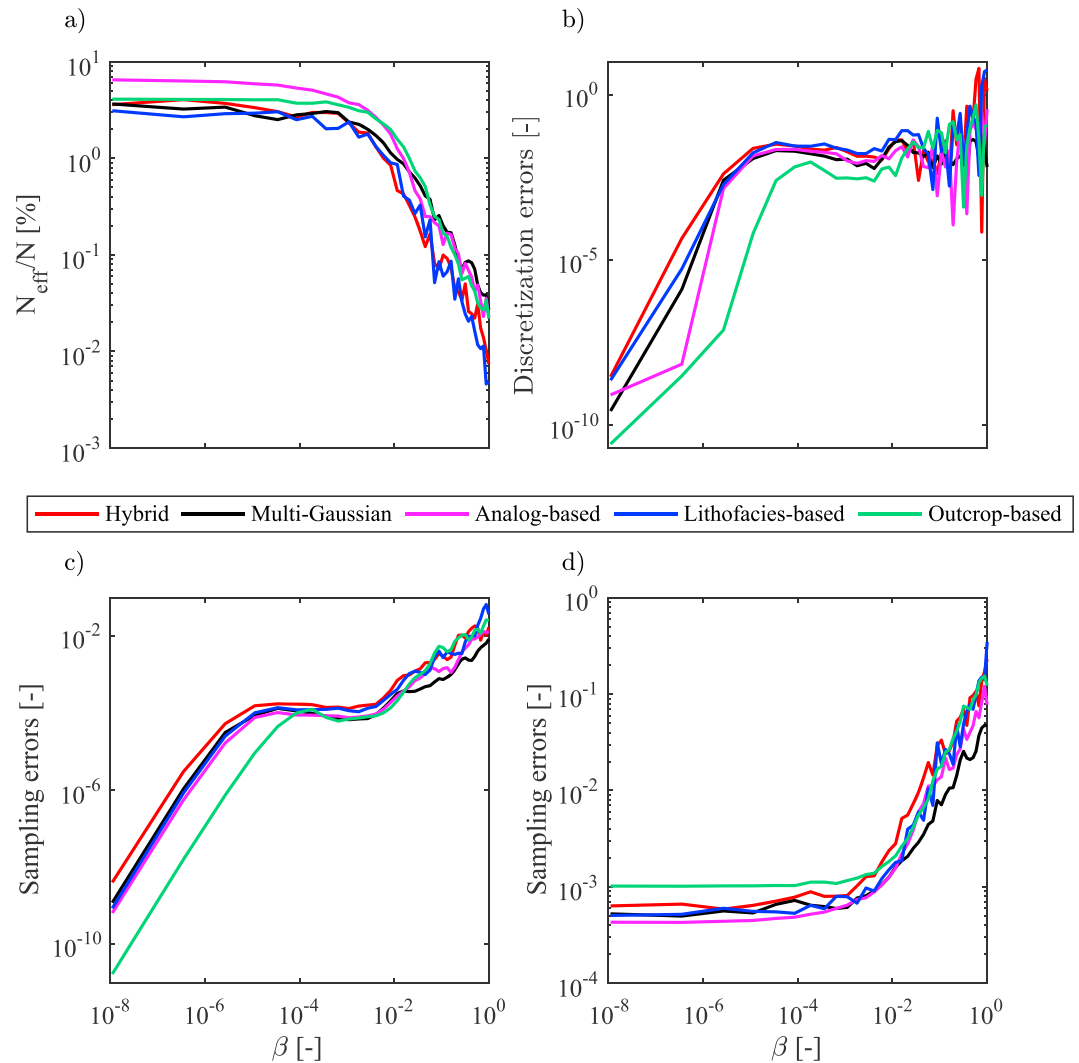 a)
b)
10^1
10^0
10^-1
10^-2
10^-3
N_eff/N [%]
10^0
10^-5
10^-10
Discretization errors [-]
Hybrid Multi-Gaussian Analog-based Lithofacies-based Outcrop-based
c)
d)
10^-2
10^-6
10^-10
Sampling errors [-]
10^-8 10^-6 10^-4 10^-2 10^0
β [-]
10^0
10^-1
10^-2
10^-3
10^-4
Sampling errors [-]
10^-8 10^-6 10^-4 10^-2 10^0
β [-]